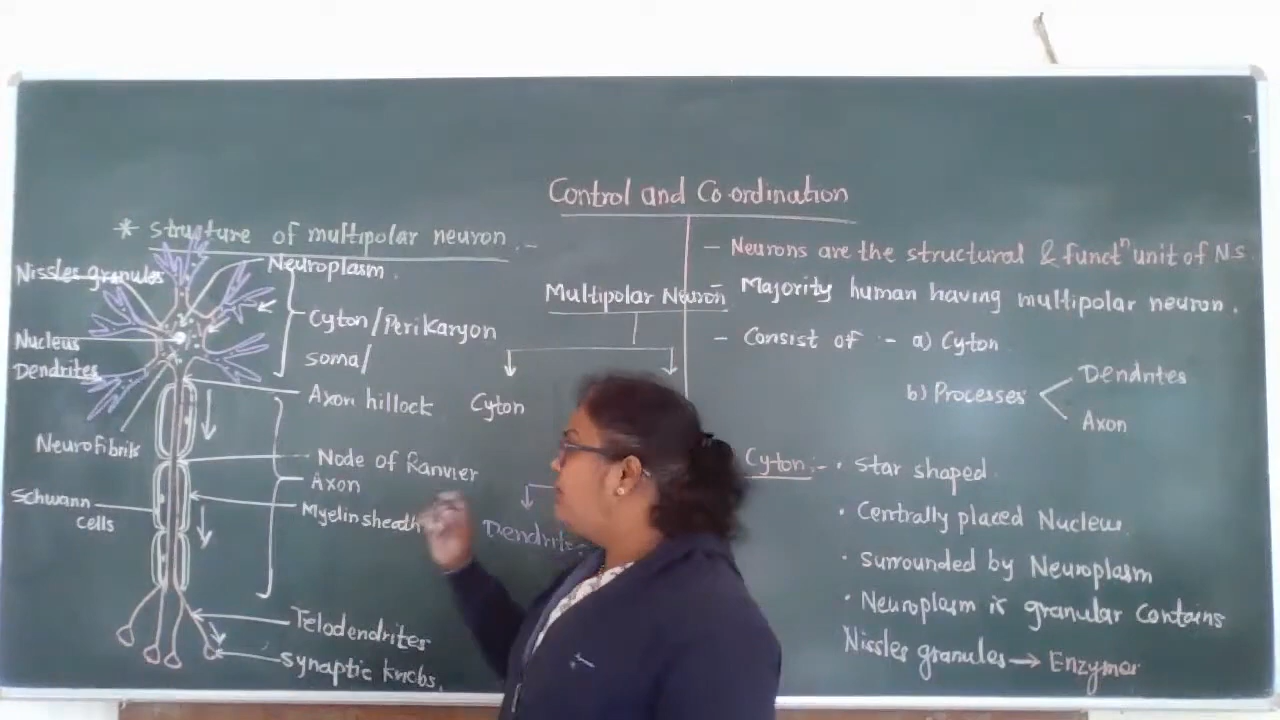 Control and Co ordination
* structure of multipolar neuron.-
Nissles granules
Neuroplasm.
Cyton/Perikaryon
soma/
Nucleus
Dendrites
Axon hillock
Neurofibrils
Node of Ranvier
Axon
Schwann
cells
Myelin sheath
Telodendrites
Synaptic knobs.
Multipolar Neuron
Cyton
Dendrites
- Neurons are the structural & functⁿ unit of N.S.
- Majority human having multipolar neuron.
- Consist of :- a) Cyton
b) Processes
Dendrites
Axon
Cyton:-
• Star shaped
• Centrally placed Nucleus.
• Surrounded by Neuroplasm
• Neuroplasm is granular Contains
Nissles granules → Enzymes